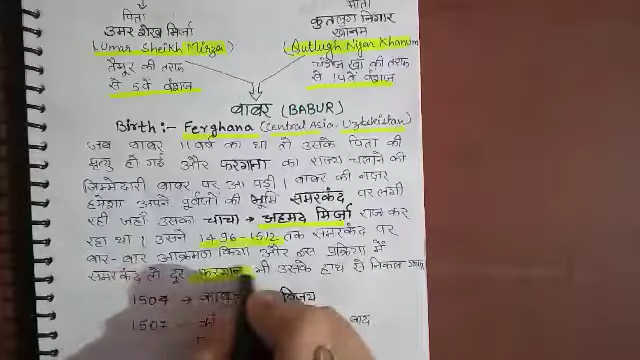 पिता माता
उमर शेख मिर्जा कुतलुग निगार
(Umar Sheikh Mirza) खानम
(Qutlugh Nigar Khanum)
तैमूर की तरफ चंगेज खाँ की तरफ
से 5वें वंशज से 14वें वंशज
बाबर (BABUR)
Birth:- Ferghana (Central Asia, Uzbekistan)
जब बाबर 11 वर्ष का था तो उसके पिता की
मृत्यु हो गई और फरगना का राज्य चलाने की
जिम्मेदारी बाबर पर आ पड़ी। बाबर की नज़र
हमेशा अपने पूर्वजों की भूमि समरकंद पर लगी
रही जहाँ उसका चाचा → अहमद मिर्ज़ा राज कर
रहा था। उसने 1496-1512 तक समरकंद पर
बार-बार आक्रमण किया और इस प्रक्रिया में
समरकंद तो दूर फरगना भी उसके हाथ से निकल गया।
1504 → विजय
1507 बाद